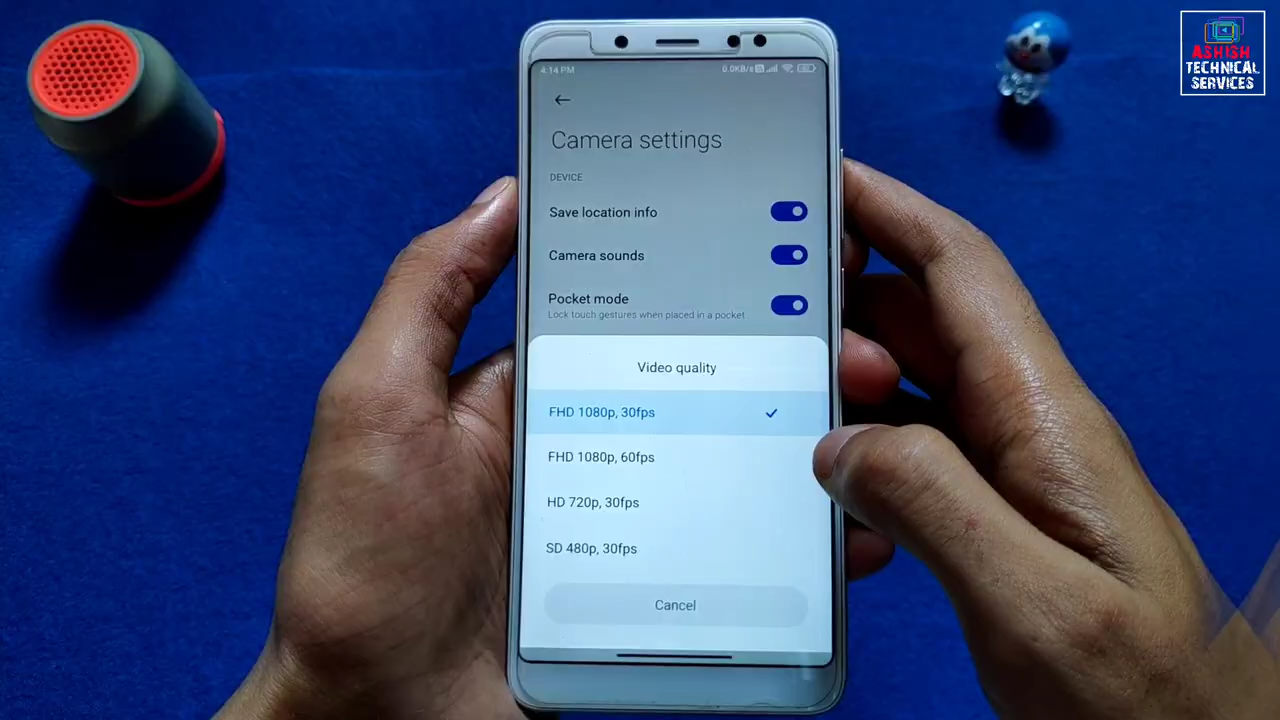 ASHISH
TECHNICAL
SERVICES
4:14 PM
0.0KB/s
Camera settings
DEVICE
Save location info
Camera sounds
Pocket mode
Lock touch gestures when placed in a pocket
Video quality
FHD 1080p, 30fps
FHD 1080p, 60fps
HD 720p, 30fps
SD 480p, 30fps
Cancel